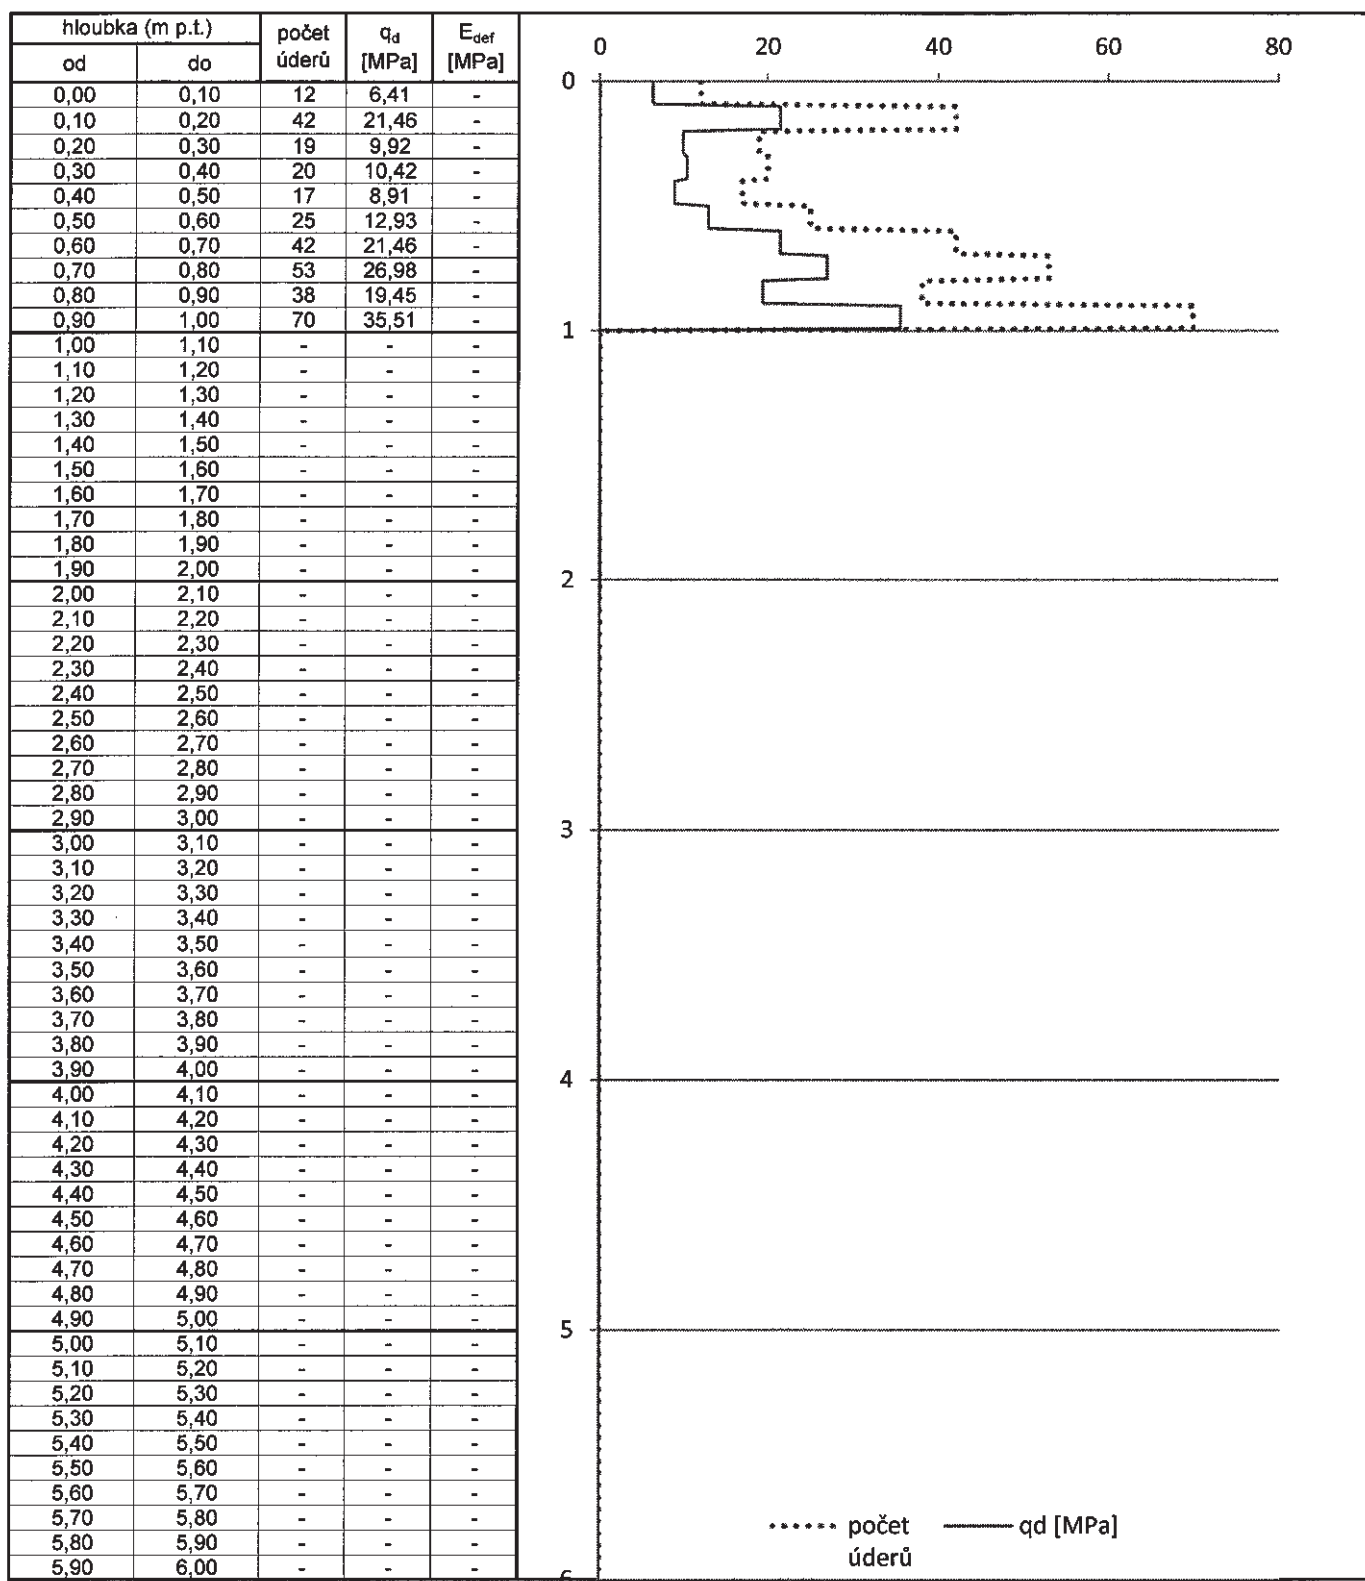 hloubka (m p.t.) počet úderů qd [MPa] Edef [MPa]
od do
0,00 0,10 12 6,41 -
0,10 0,20 42 21,46 -
0,20 0,30 19 9,92 -
0,30 0,40 20 10,42 -
0,40 0,50 17 8,91 -
0,50 0,60 25 12,93 -
0,60 0,70 42 21,46 -
0,70 0,80 53 26,98 -
0,80 0,90 38 19,45 -
0,90 1,00 70 35,51 -
1,00 1,10 - - -
1,10 1,20 - - -
1,20 1,30 - - -
1,30 1,40 - - -
1,40 1,50 - - -
1,50 1,60 - - -
1,60 1,70 - - -
1,70 1,80 - - -
1,80 1,90 - - -
1,90 2,00 - - -
2,00 2,10 - - -
2,10 2,20 - - -
2,20 2,30 - - -
2,30 2,40 - - -
2,40 2,50 - - -
2,50 2,60 - - -
2,60 2,70 - - -
2,70 2,80 - - -
2,80 2,90 - - -
2,90 3,00 - - -
3,00 3,10 - - -
3,10 3,20 - - -
3,20 3,30 - - -
3,30 3,40 - - -
3,40 3,50 - - -
3,50 3,60 - - -
3,60 3,70 - - -
3,70 3,80 - - -
3,80 3,90 - - -
3,90 4,00 - - -
4,00 4,10 - - -
4,10 4,20 - - -
4,20 4,30 - - -
4,30 4,40 - - -
4,40 4,50 - - -
4,50 4,60 - - -
4,60 4,70 - - -
4,70 4,80 - - -
4,80 4,90 - - -
4,90 5,00 - - -
5,00 5,10 - - -
5,10 5,20 - - -
5,20 5,30 - - -
5,30 5,40 - - -
5,40 5,50 - - -
5,50 5,60 - - -
5,60 5,70 - - -
5,70 5,80 - - -
5,80 5,90 - - -
5,90 6,00 - - -
0 20 40 60 80
0
1
2
3
4
5
6
počet úderů
qd [MPa]